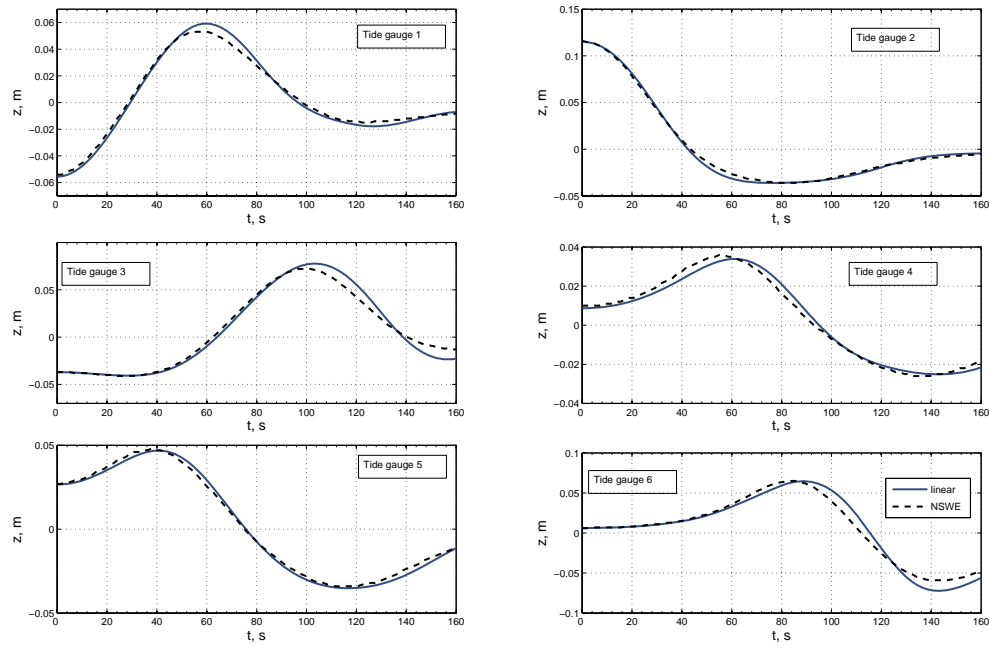 0.06
0.04
0.02
0
−0.02
−0.04
−0.06
z, m
Tide gauge 1
0 20 40 60 80 100 120 140 160
t, s
0.15
0.1
0.05
0
−0.05
z, m
Tide gauge 2
0 20 40 60 80 100 120 140 160
t, s
0.05
0
−0.05
z, m
Tide gauge 3
0 20 40 60 80 100 120 140 160
t, s
0.04
0.02
0
−0.02
−0.04
z, m
Tide gauge 4
0 20 40 60 80 100 120 140 160
t, s
0.05
0
−0.05
z, m
Tide gauge 5
0 20 40 60 80 100 120 140 160
t, s
0.1
0.05
0
−0.05
−0.1
z, m
Tide gauge 6
linear
NSWE
0 20 40 60 80 100 120 140 160
t, s